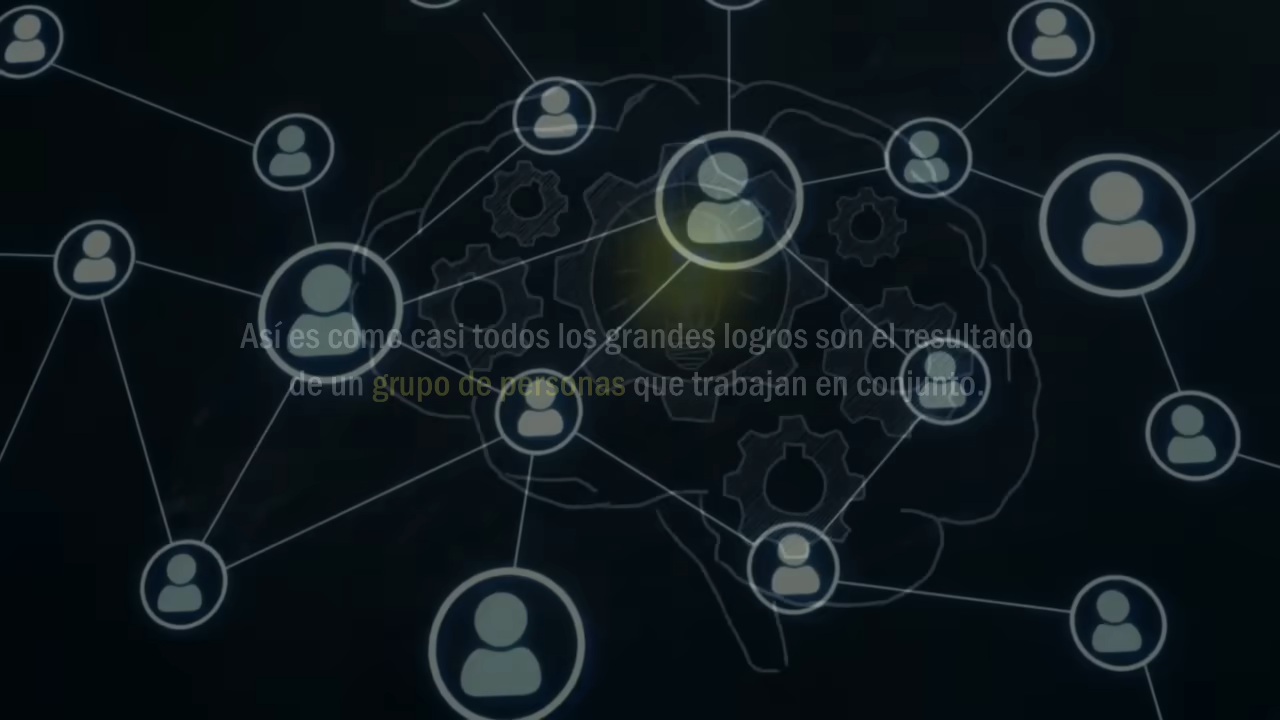 Así es como casi todos los grandes logros son el resultado
de un grupo de personas que trabajan en conjunto.